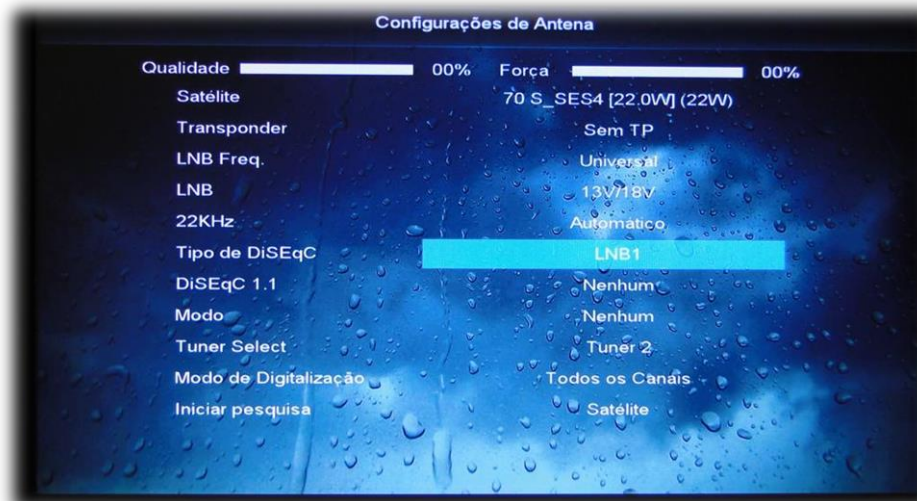 Configurações de Antena
Qualidade 00% Força 00%
Satélite 70 S_SES4 [22.0W] (22W)
Transponder Sem TP
LNB Freq. Universal
LNB 13V/18V
22KHz Automático
Tipo de DiSEqC LNB1
DiSEqC 1.1 Nenhum
Modo Nenhum
Tuner Select Tuner 2
Modo de Digitalização Todos os Canais
Iniciar pesquisa Satélite